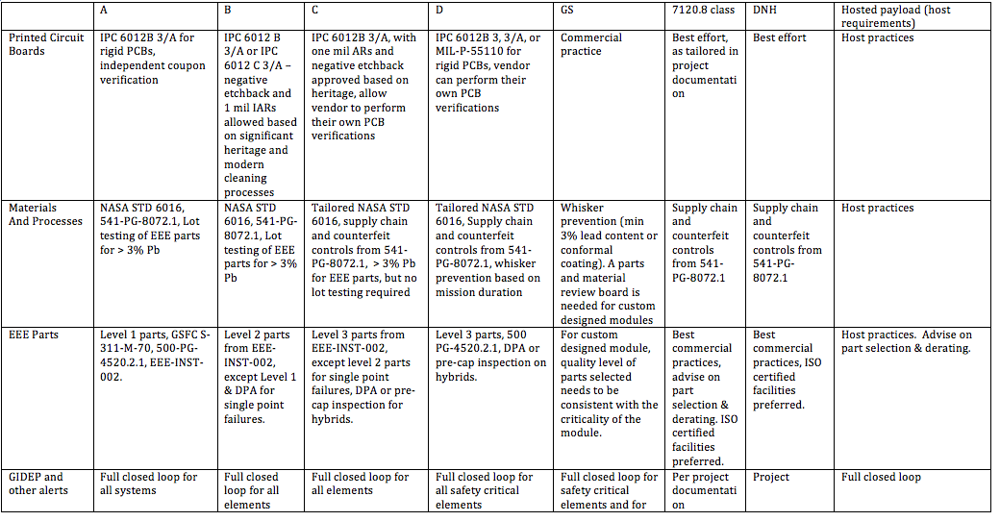 A
B
C
D
GS
7120.8 class
DNH
Hosted payload (host
requirements)
Printed Circuit
Boards
IPC 6012B 3/A for
rigid PCBs,
independent coupon
verification
IPC 6012 B
3/A or IPC
6012 C 3/A –
negative
etchback and
1 mil IARs
allowed based
on significant
heritage and
modern
cleaning
processes
IPC 6012B 3/A, with
one mil ARs and
negative etchback
approved based on
heritage, allow
vendor to perform
their own PCB
verifications
IPC 6012B 3, 3/A, or
MIL-P-55110 for
rigid PCBs, vendor
can perform their
own PCB
verifications
Commercial
practice
Best effort,
as tailored in
project
documentati
on
Best effort
Host practices
Materials
And Processes
NASA STD 6016,
541-PG-8072.1, Lot
testing of EEE parts
for > 3% Pb
NASA STD
6016, 541-PG-
8072.1, Lot
testing of EEE
parts for > 3%
Pb
Tailored NASA STD
6016, supply chain
and counterfeit
controls from 541-
PG-8072.1, > 3% Pb
for EEE parts, but no
lot testing required
Tailored NASA STD
6016, Supply chain
and counterfeit
controls from 541-
PG-8072.1, whisker
prevention based on
mission duration
Whisker
prevention (min
3% lead content or
conformal
coating). A parts
and material
review board is
needed for custom
designed modules
Supply chain
and
counterfeit
controls
from 541-
PG-8072.1
Supply chain
and
counterfeit
controls from
541-PG-
8072.1
Host practices
EEE Parts
Level 1 parts, GSFC S-
311-M-70, 500-PG-
4520.2.1, EEE-INST-
002.
Level 2 parts
from EEE-
INST-002,
except Level 1
& DPA for
single point
failures.
Level 3 parts from
EEE-INST-002,
except level 2 parts
for single point
failures, DPA or pre-
cap inspection for
hybrids.
Level 3 parts, 500
PG-4520.2.1, DPA or
pre-cap inspection on
hybrids.
For custom
designed module,
quality level of
parts selected
needs to be
consistent with the
criticality of the
module.
Best
commercial
practices,
advise on
part
selection &
derating. ISO
certified
facilities
preferred.
Best
commercial
practices, ISO
certified
facilities
preferred.
Host practices. Advise on
part selection & derating.
GIDEP and
other alerts
Full closed loop for
all systems
Full closed
loop for all
elements
Full closed loop for
all elements
Full closed loop for
all safety critical
elements
Full closed loop for
safety critical
elements and for
Per project
documentati
on
Project
Full closed loop